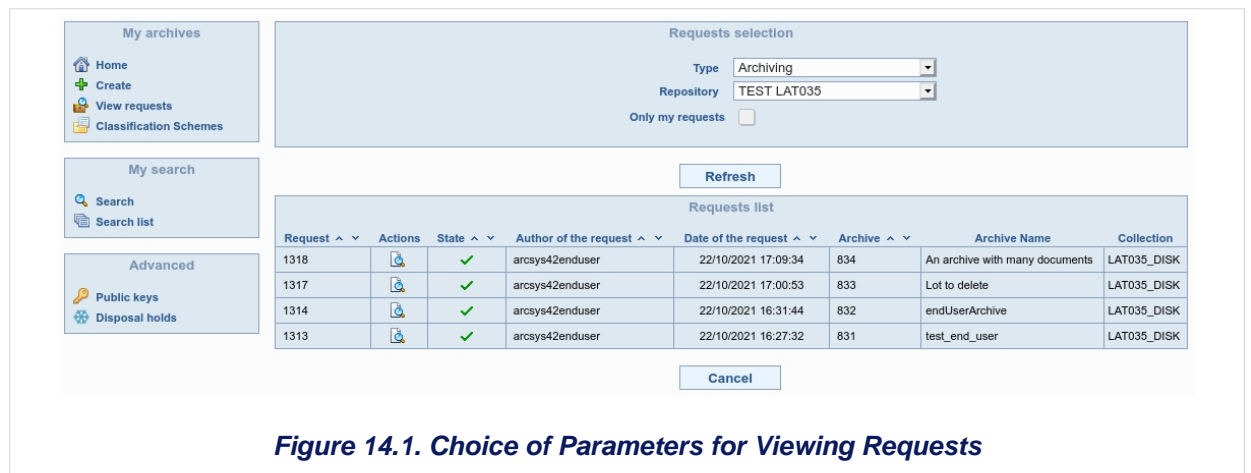 My archives
Home
Create
View requests
Classification Schemes
My search
Search
Search list
Advanced
Public keys
Disposal holds
Requests selection
Type Archiving
Repository TEST LAT035
Only my requests
Refresh
Requests list
Request Actions State Author of the request Date of the request Archive Archive Name Collection
1318 arcsys42enduser 22/10/2021 17:09:34 834 An archive with many documents LAT035_DISK
1317 arcsys42enduser 22/10/2021 17:00:53 833 Lot to delete LAT035_DISK
1314 arcsys42enduser 22/10/2021 16:31:44 832 endUserArchive LAT035_DISK
1313 arcsys42enduser 22/10/2021 16:27:32 831 test_end_user LAT035_DISK
Cancel
Figure 14.1. Choice of Parameters for Viewing Requests